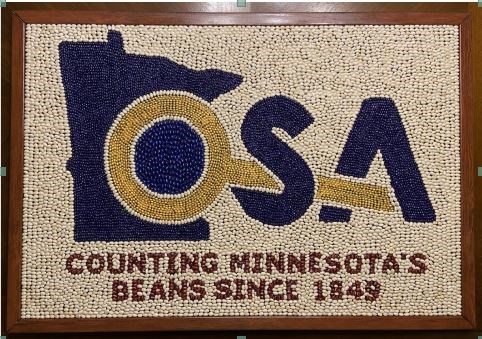 OSA
COUNTING MINNESOTA'S
BEANS SINCE 1849